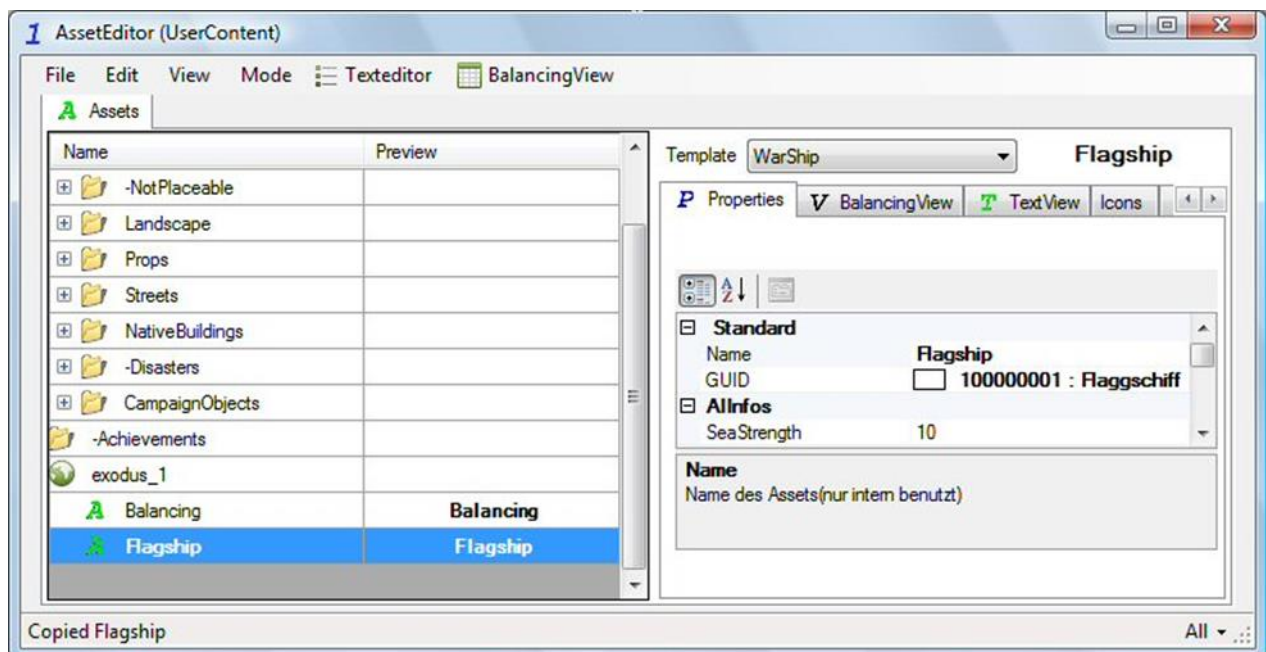 1 AssetEditor (UserContent)
File Edit View Mode Texteditor BalancingView
A Assets
Name Preview
-NotPlaceable
Landscape
Props
Streets
NativeBuildings
-Disasters
CampaignObjects
-Achievements
exodus_1
A Balancing Balancing
A Flagship Flagship
Template WarShip Flagship
P Properties V BalancingView T TextView Icons
A
Z
Standard
Name Flagship
GUID 100000001 : Flaggschiff
AIInfos
SeaStrength 10
Name
Name des Assets(nur intern benutzt)
Copied Flagship All